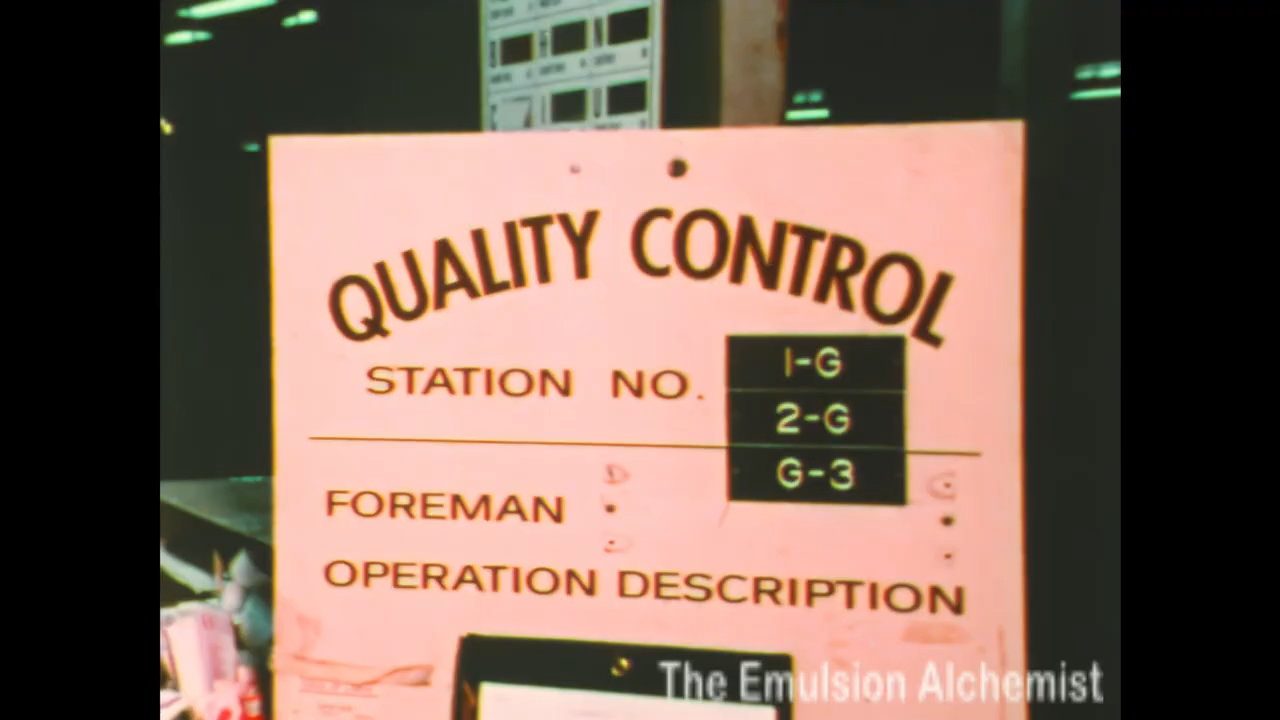 QUALITY CONTROL
STATION NO.
1-G
2-G
G-3
FOREMAN
OPERATION DESCRIPTION
The Emulsion Alchemist